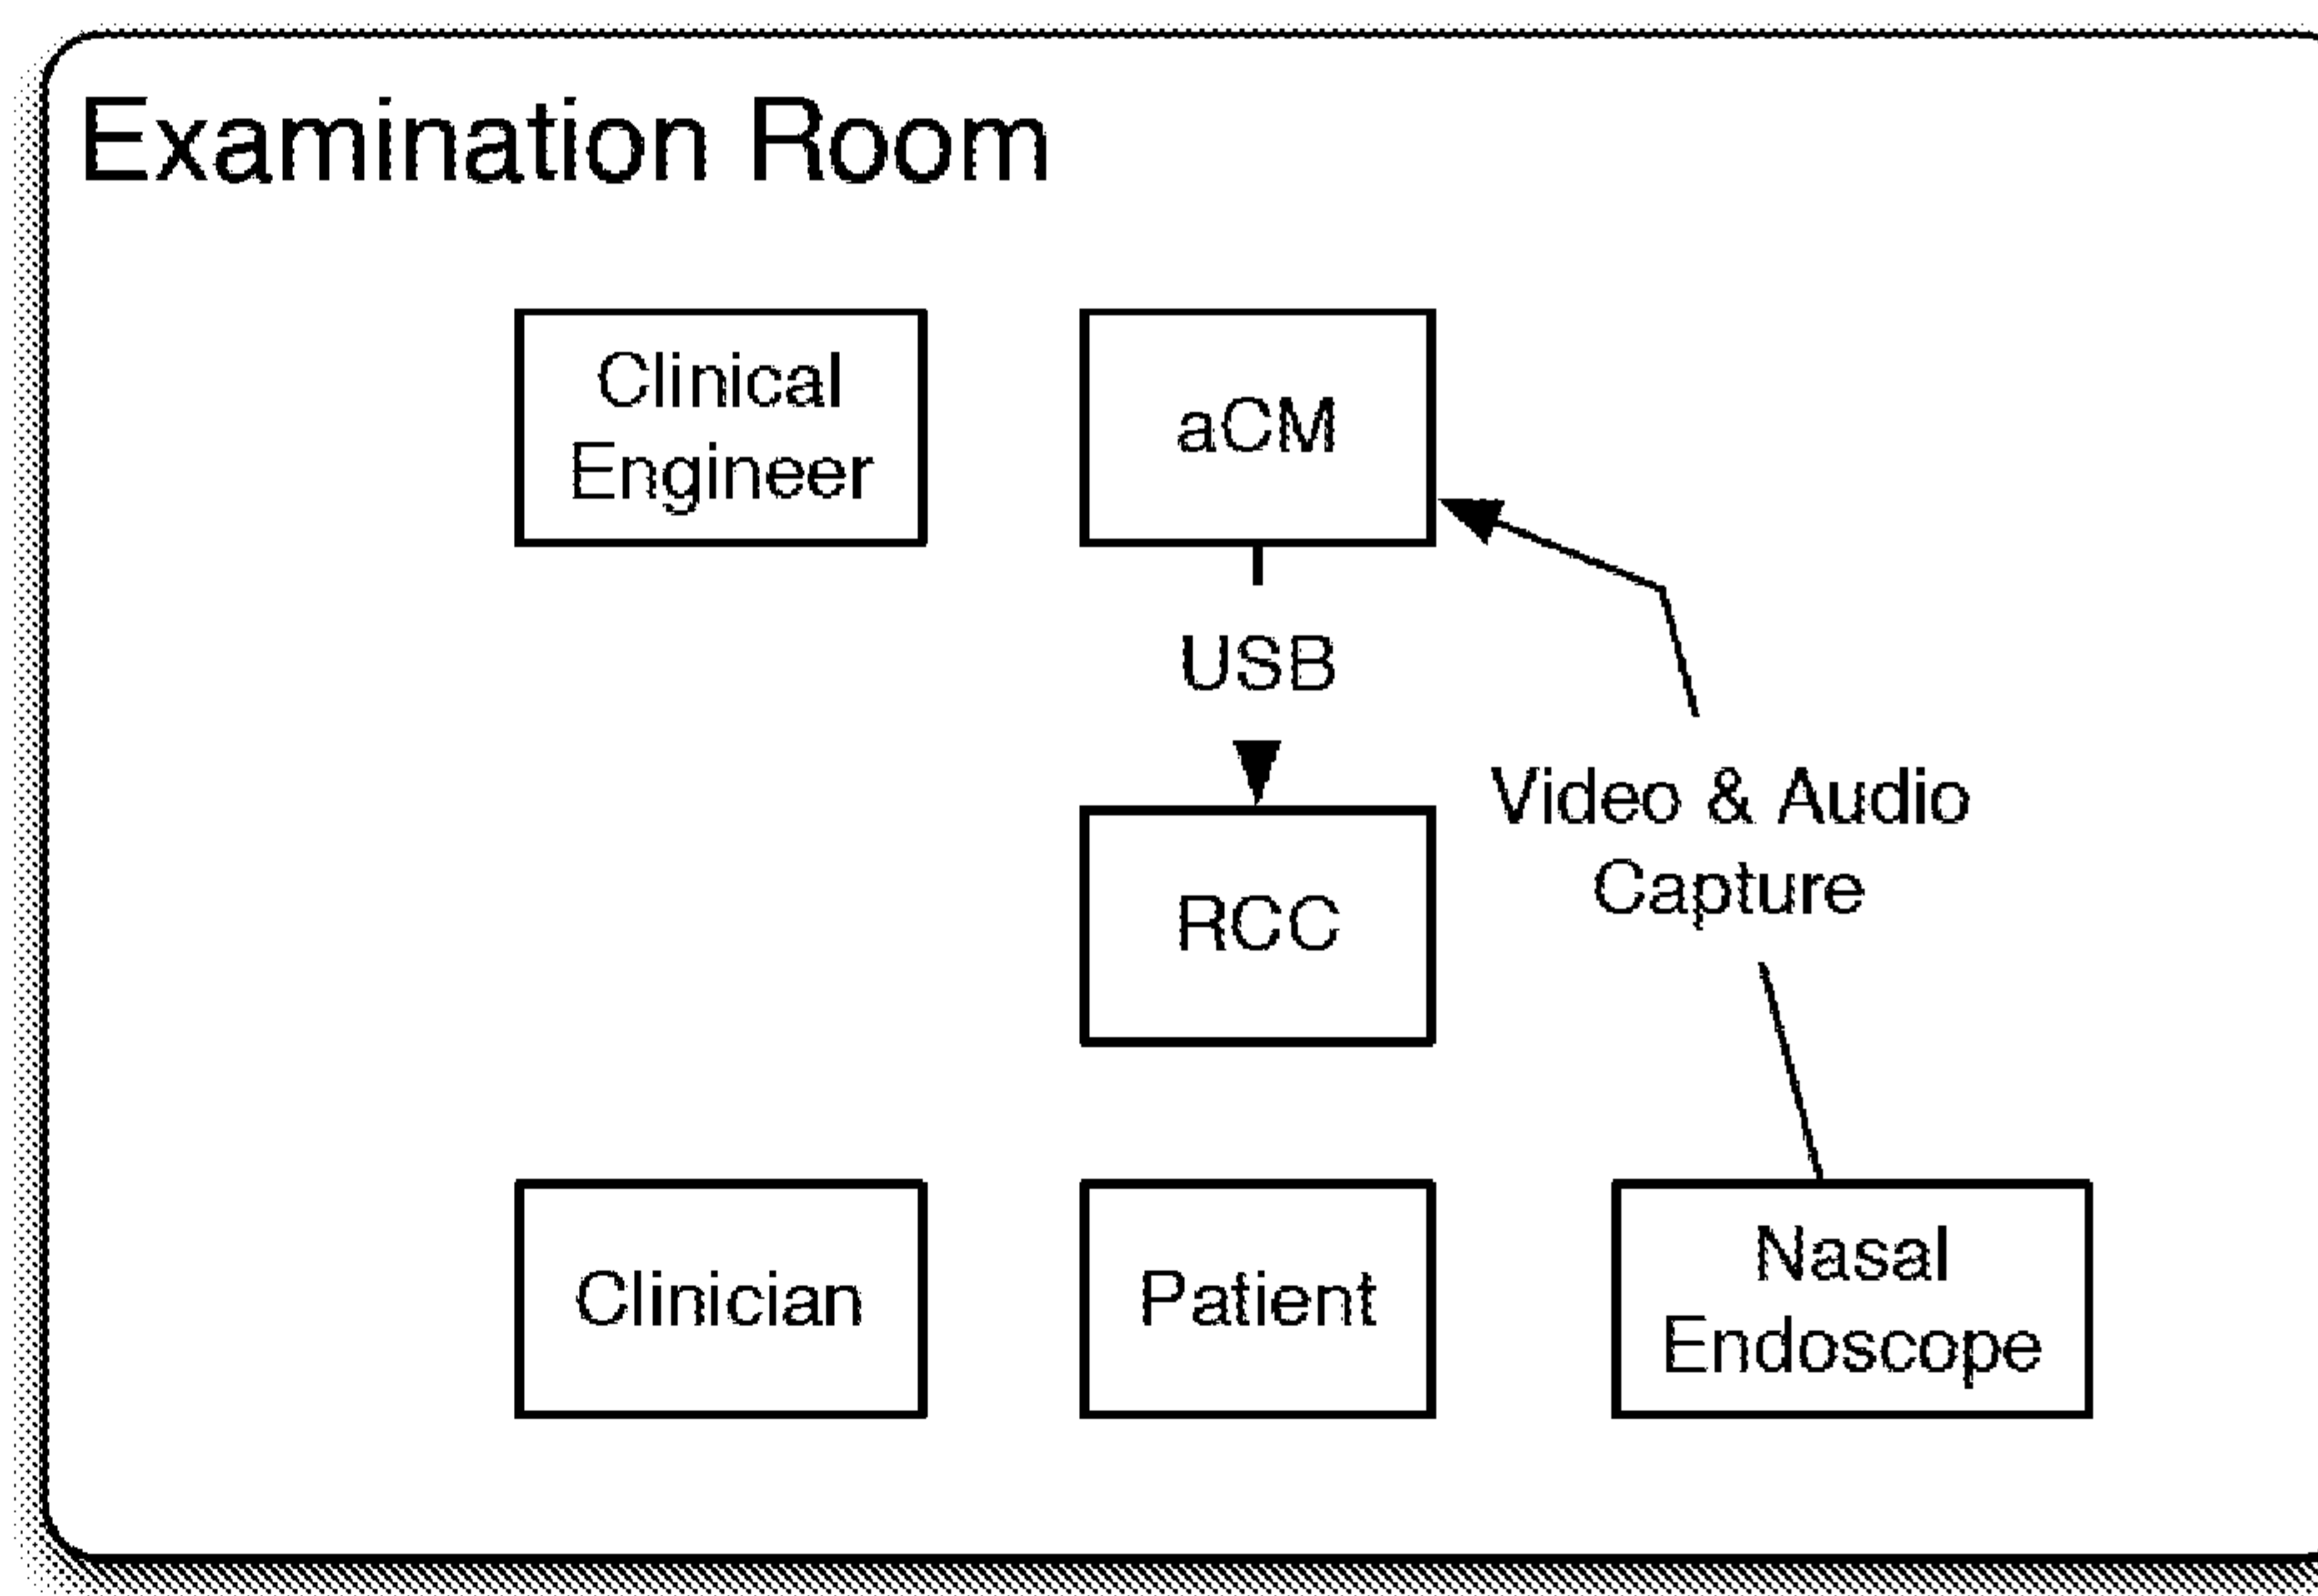 Examination Room
Clinical
Engineer
aCM
USB
Video & Audio
Capture
RCC
Clinician
Patient
Nasal
Endoscope